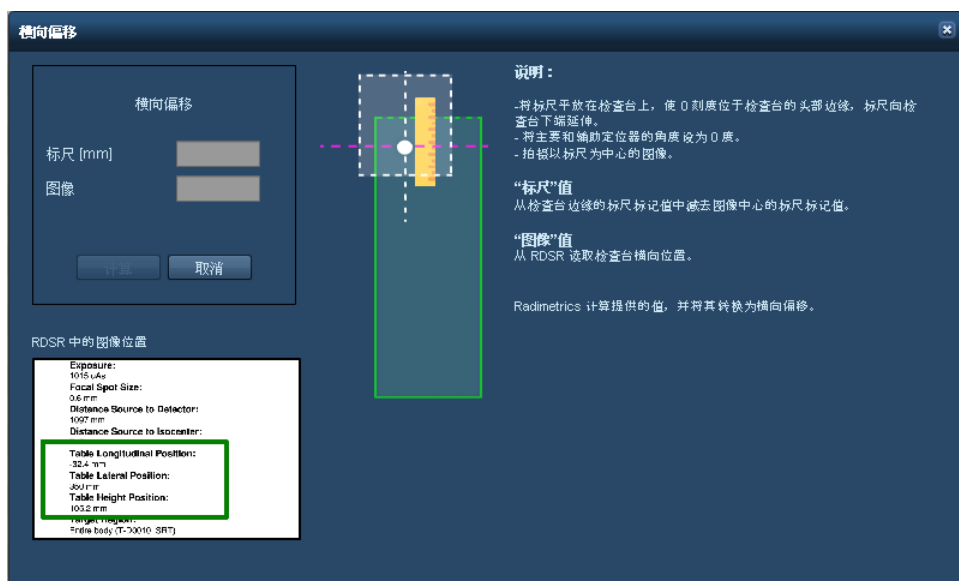 横向偏移
横向偏移
标尺 [mm]
图像
计算
取消
说明：
-将标尺平放在检查台上，使 0 刻度位于检查台的头部边缘，标尺向检
查台下端延伸。
- 将主要和辅助定位器的角度设为 0 度。
- 拍摄以标尺为中心的图像。
“标尺”值
从检查台边缘的标尺标记值中减去图像中心的标尺标记值。
“图像”值
从 RDSR 读取检查台横向位置。
Radimetrics 计算提供的值，并将其转换为横向偏移。
RDSR 中的图像位置
Exposure:
1015 uAs
Focal Spot Size:
0.6 mm
Distance Source to Detector:
1097 mm
Distance Source to Isocenter:
Table Longitudinal Position:
-32.4 mm
Table Lateral Position:
350 mm
Table Height Position:
Target Region:
Entire body (T-D0010, SRT)